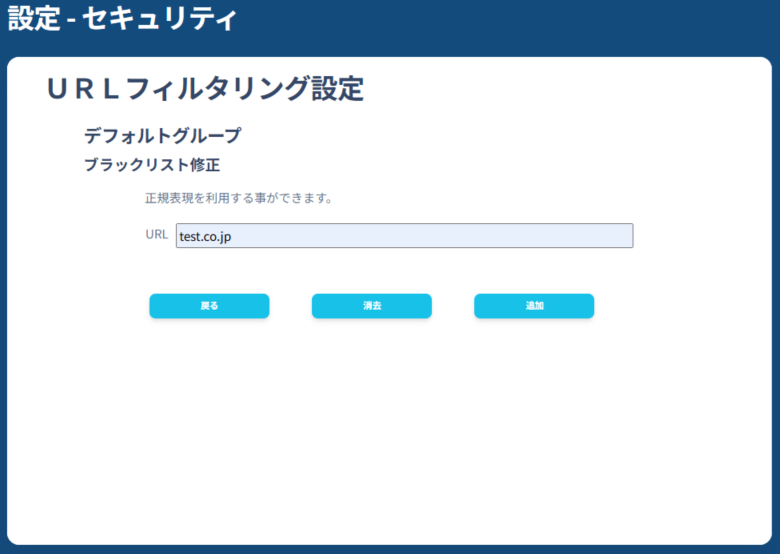 設定 - セキュリティ
ＵＲＬフィルタリング設定
デフォルトグループ
ブラックリスト修正
正規表現を利用する事ができます。
URL test.co.jp
戻る 消去 追加